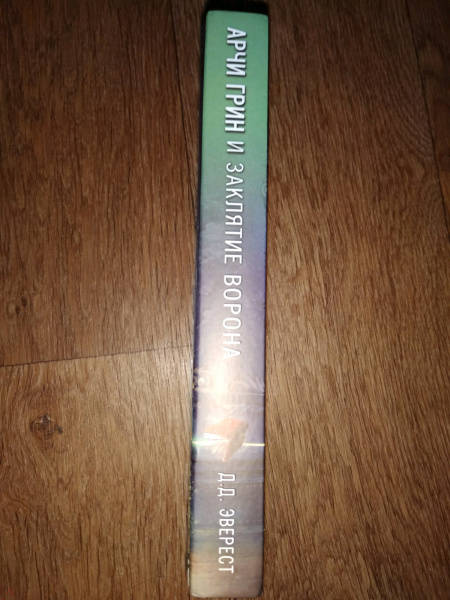 АРЧИ ГРИН И ЗАКЛЯТИЕ ВОРОНА
Д.Д. ЭВЕРЕСТ